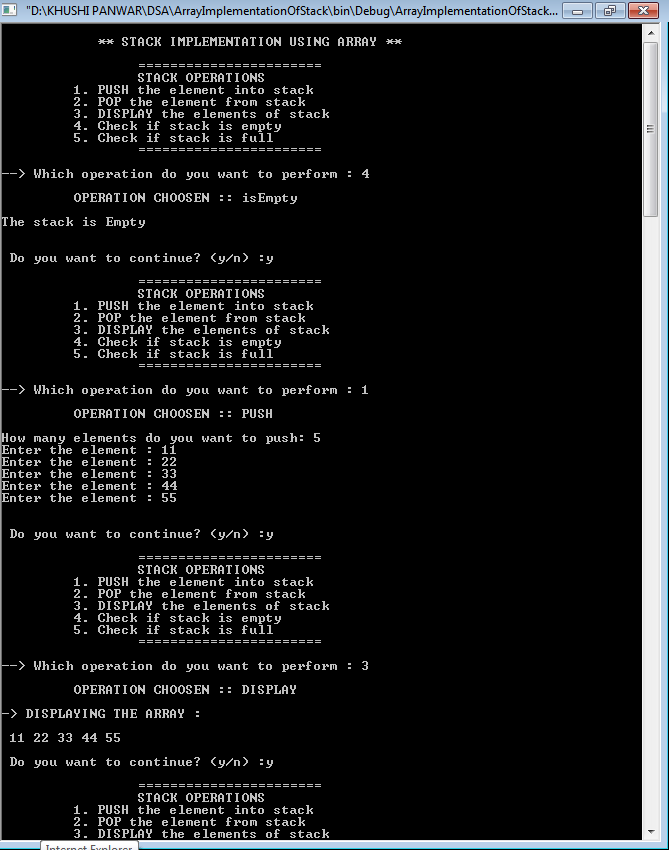 "D:\KHUSHI PANWAR\DSA\ArrayImplementationOfStack\bin\Debug\ArrayImplementationOfStack...
** STACK IMPLEMENTATION USING ARRAY **
=======================
STACK OPERATIONS
1. PUSH the element into stack
2. POP the element from stack
3. DISPLAY the elements of stack
4. Check if stack is empty
5. Check if stack is full
=======================
--> Which operation do you want to perform : 4
OPERATION CHOOSEN :: isEmpty
The stack is Empty
Do you want to continue? (y/n) :y
=======================
STACK OPERATIONS
1. PUSH the element into stack
2. POP the element from stack
3. DISPLAY the elements of stack
4. Check if stack is empty
5. Check if stack is full
=======================
--> Which operation do you want to perform : 1
OPERATION CHOOSEN :: PUSH
How many elements do you want to push: 5
Enter the element : 11
Enter the element : 22
Enter the element : 33
Enter the element : 44
Enter the element : 55
Do you want to continue? (y/n) :y
=======================
STACK OPERATIONS
1. PUSH the element into stack
2. POP the element from stack
3. DISPLAY the elements of stack
4. Check if stack is empty
5. Check if stack is full
=======================
--> Which operation do you want to perform : 3
OPERATION CHOOSEN :: DISPLAY
-> DISPLAYING THE ARRAY :
11 22 33 44 55
Do you want to continue? (y/n) :y
=======================
STACK OPERATIONS
1. PUSH the element into stack
2. POP the element from stack
3. DISPLAY the elements of stack
Internet Explorer